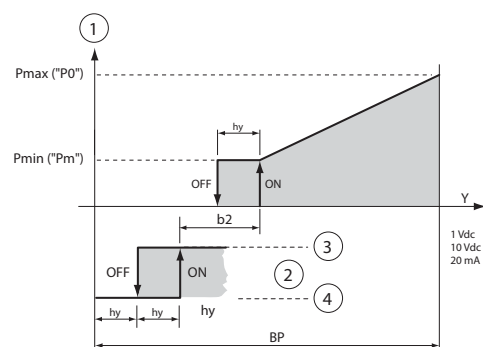 1
Pmax ("P0")
hy
Pmin ("Pm")
OFF
ON
Y
b2
1 Vdc
10 Vdc
20 mA
3
OFF
ON
2
4
hy
hy
hy
BP